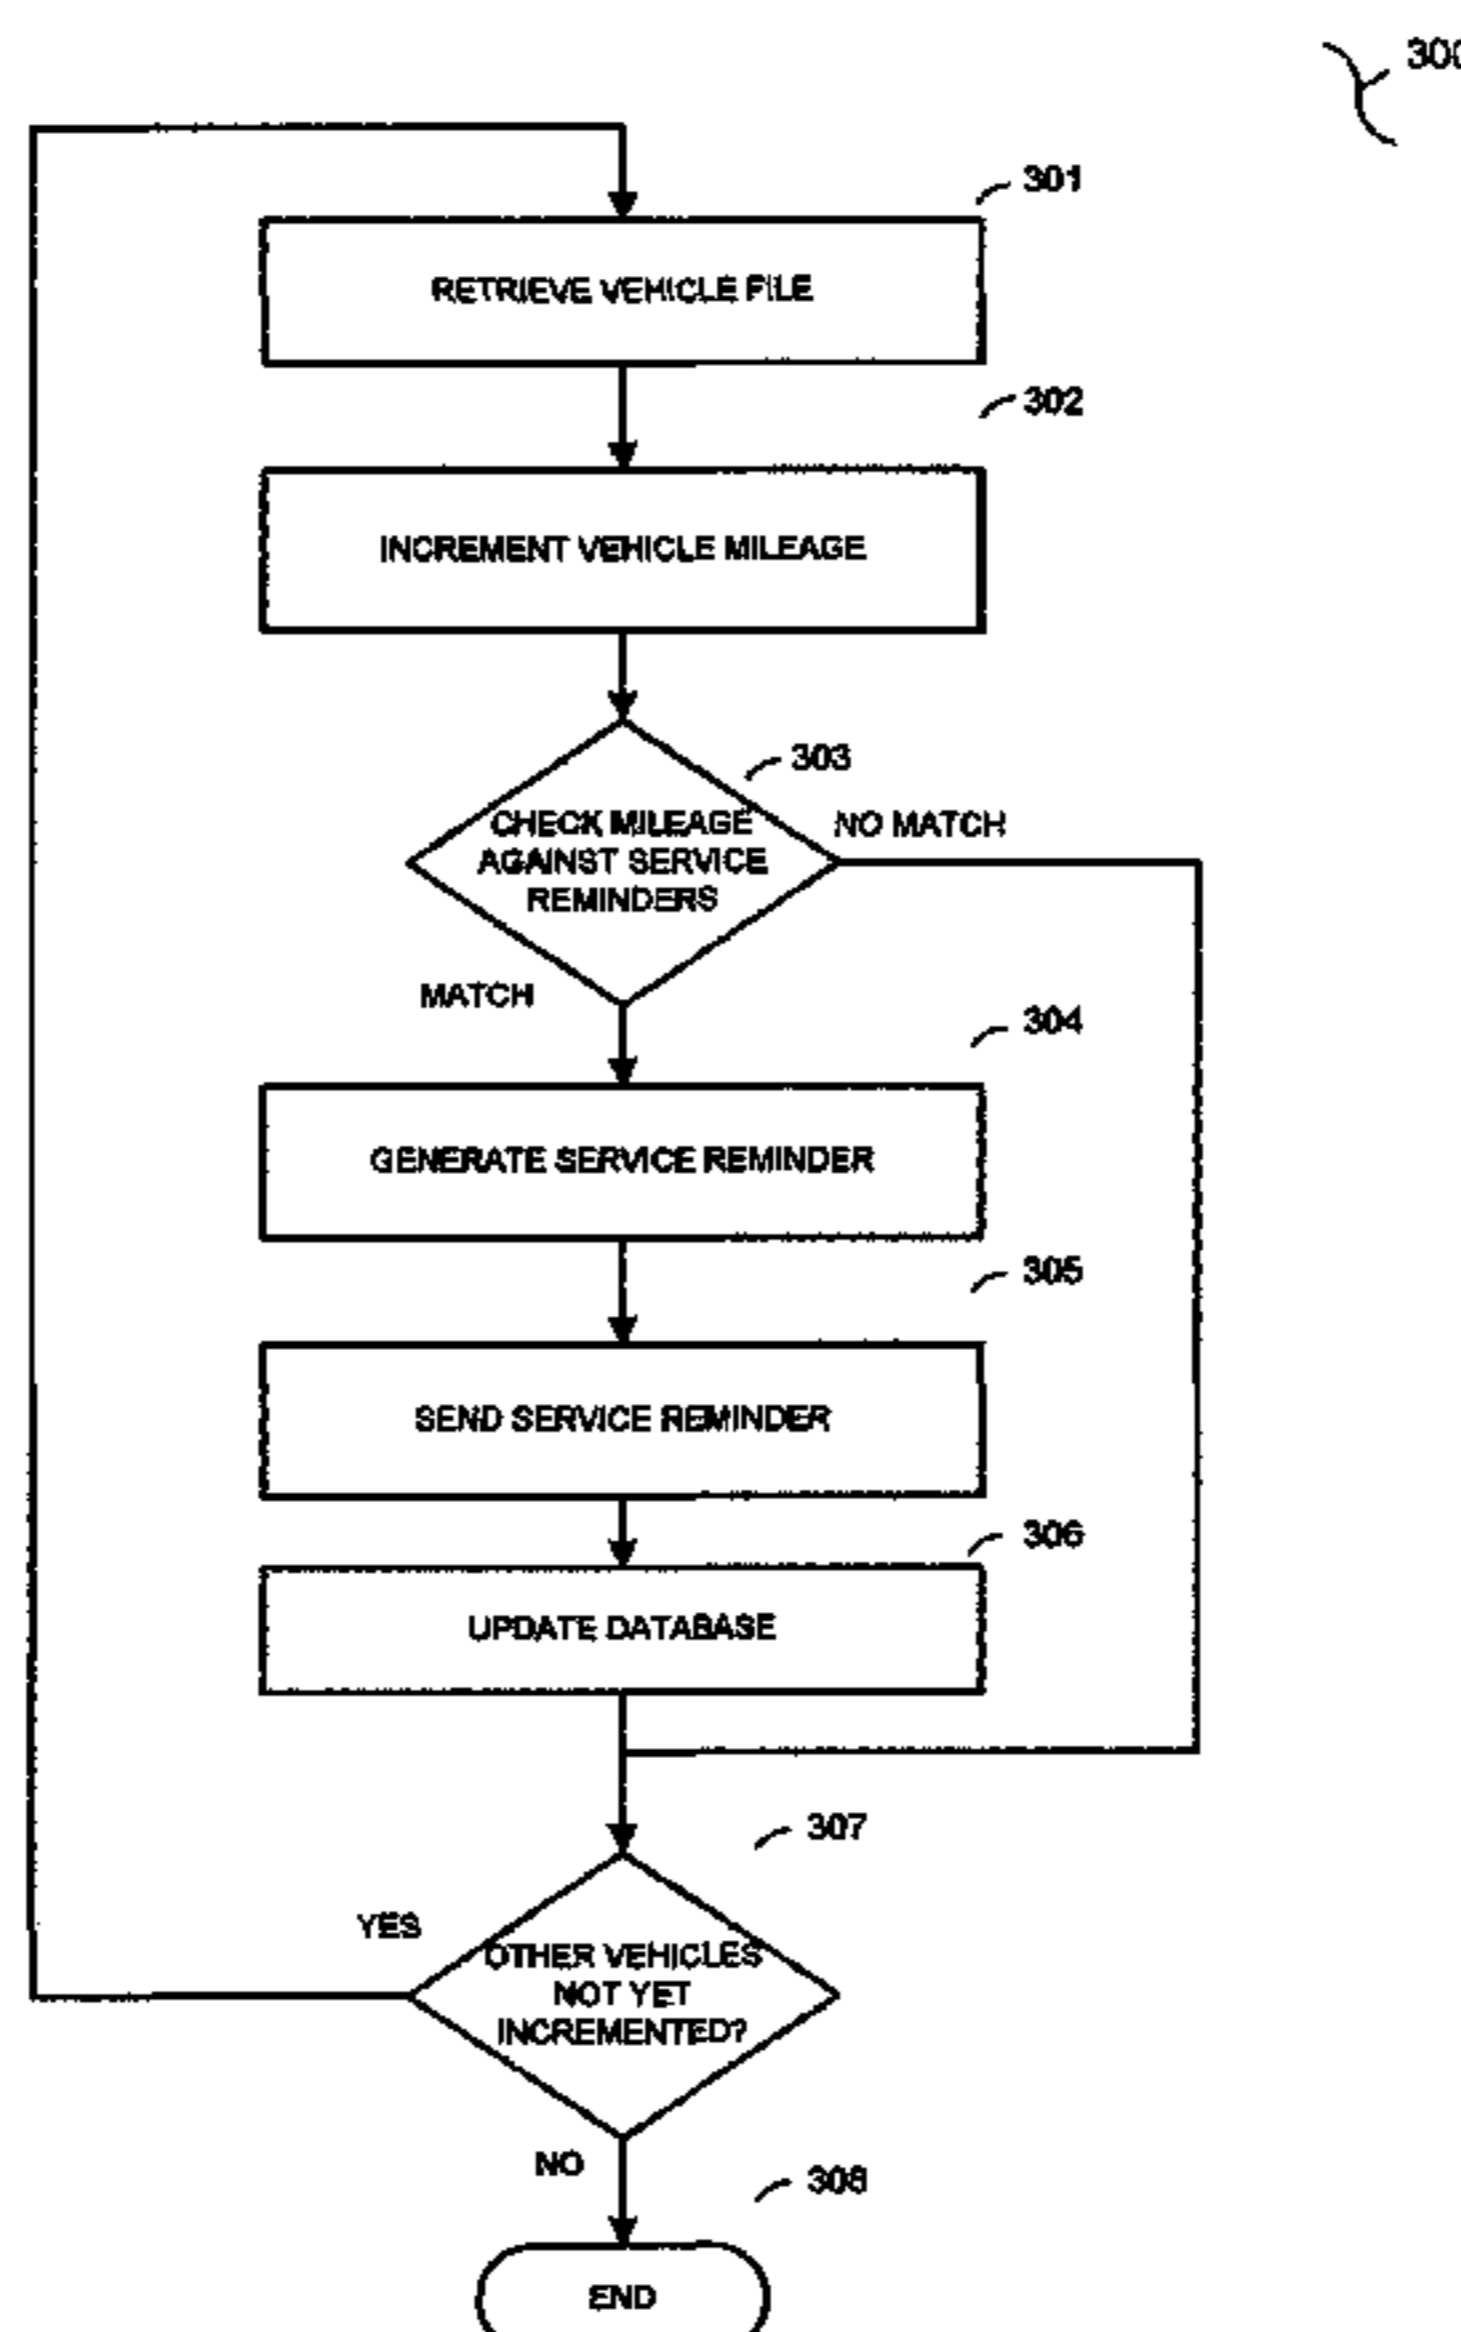 300
301
RETRIEVE VEHICLE FILE
302
INCREMENT VEHICLE MILEAGE
303
CHECK MILEAGE
AGAINST SERVICE
REMINDERS
NO MATCH
MATCH
304
GENERATE SERVICE REMINDER
305
SEND SERVICE REMINDER
306
UPDATE DATABASE
307
YES
OTHER VEHICLES
NOT YET
INCREMENTED?
NO
308
END